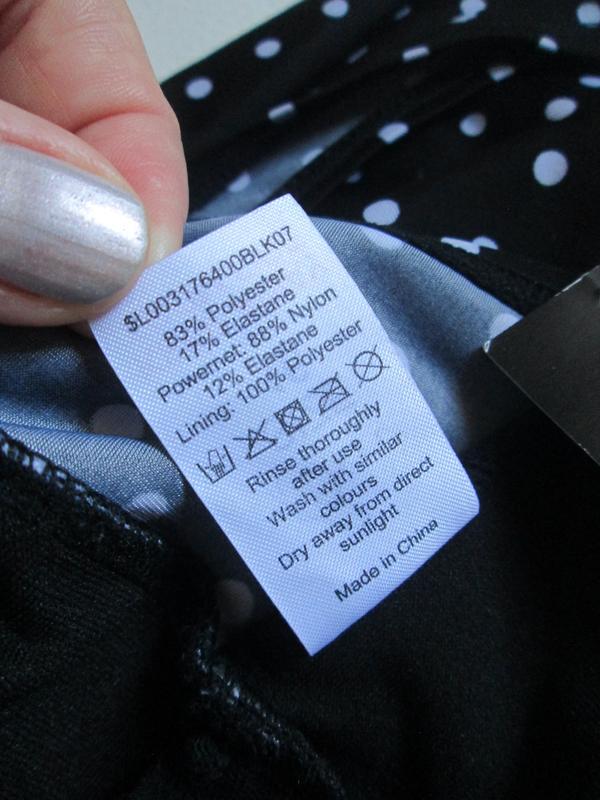 SL003176400BLK07
83% Polyester
17% Elastane
Powernet: 88% Nylon
12% Elastane
Lining: 100% Polyester
Rinse thoroughly
after use
Wash with similar
colours
Dry away from direct
sunlight
Made in China